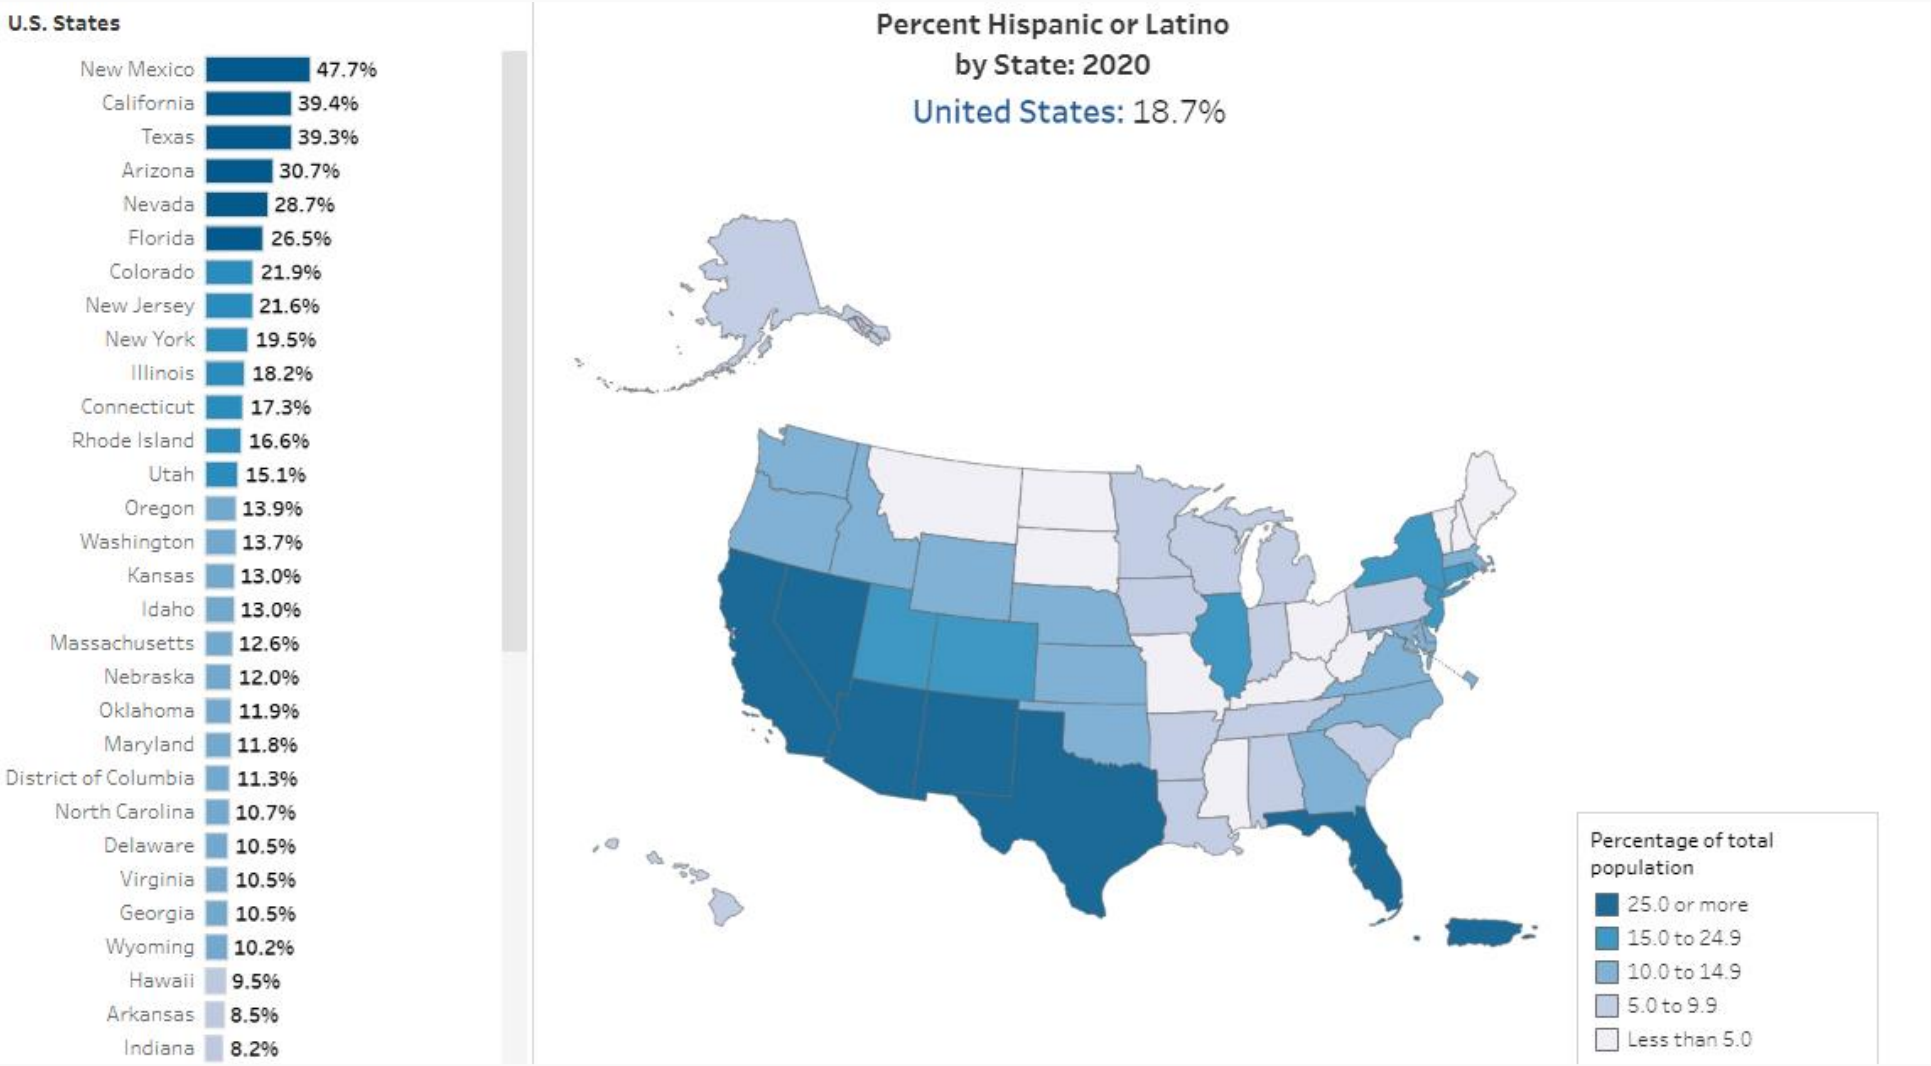 U.S. States
New Mexico 47.7%
California 39.4%
Texas 39.3%
Arizona 30.7%
Nevada 28.7%
Florida 26.5%
Colorado 21.9%
New Jersey 21.6%
New York 19.5%
Illinois 18.2%
Connecticut 17.3%
Rhode Island 16.6%
Utah 15.1%
Oregon 13.9%
Washington 13.7%
Kansas 13.0%
Idaho 13.0%
Massachusetts 12.6%
Nebraska 12.0%
Oklahoma 11.9%
Maryland 11.8%
District of Columbia 11.3%
North Carolina 10.7%
Delaware 10.5%
Virginia 10.5%
Georgia 10.5%
Wyoming 10.2%
Hawaii 9.5%
Arkansas 8.5%
Indiana 8.2%
Percent Hispanic or Latino
by State: 2020
United States: 18.7%
Percentage of total
population
25.0 or more
15.0 to 24.9
10.0 to 14.9
5.0 to 9.9
Less than 5.0